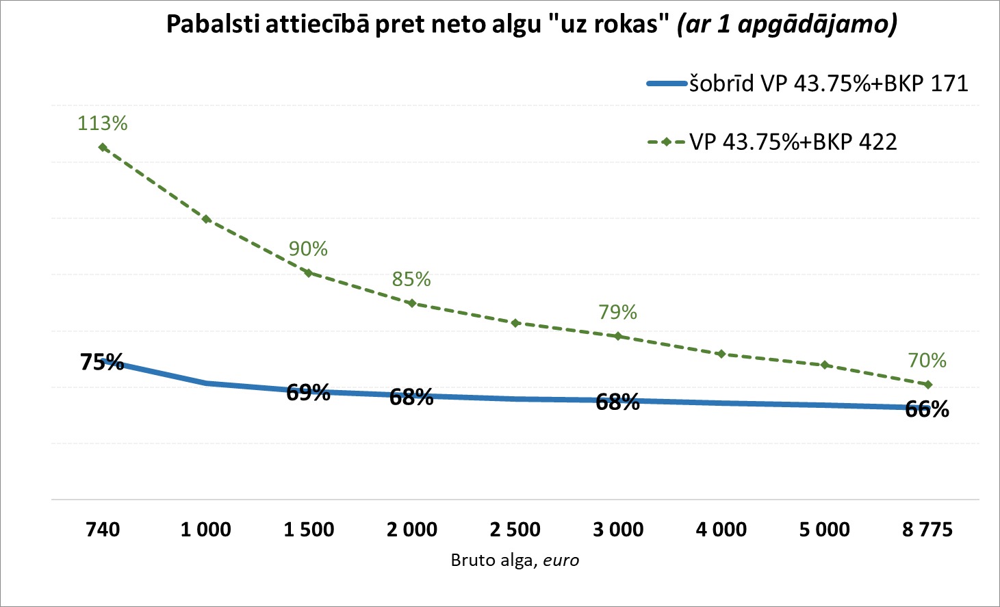 Pabalsti attiecībā pret neto algu "uz rokas" (ar 1 apgādājamo)
šobrīd VP 43.75%+BKP 171
VP 43.75%+BKP 422
113%
90%
85%
79%
70%
75%
69%
68%
68%
66%
740 1 000 1 500 2 000 2 500 3 000 4 000 5 000 8 775
Bruto alga, euro